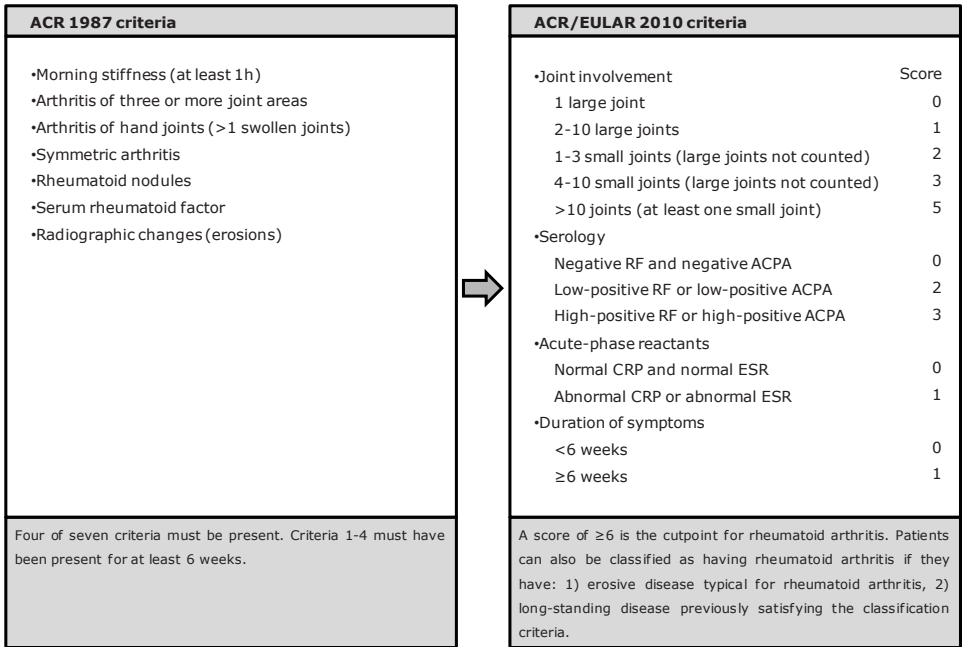 ACR 1987 criteria
•Morning stiffness (at least 1h)
•Arthritis of three or more joint areas
•Arthritis of hand joints (>1 swollen joints)
•Symmetric arthritis
•Rheumatoid nodules
•Serum rheumatoid factor
•Radiographic changes (erosions)
Four of seven criteria must be present. Criteria 1-4 must have
been present for at least 6 weeks.
ACR/EULAR 2010 criteria
•Joint involvement Score
1 large joint 0
2-10 large joints 1
1-3 small joints (large joints not counted) 2
4-10 small joints (large joints not counted) 3
>10 joints (at least one small joint) 5
•Serology
Negative RF and negative ACPA 0
Low-positive RF or low-positive ACPA 2
High-positive RF or high-positive ACPA 3
•Acute-phase reactants
Normal CRP and normal ESR 0
Abnormal CRP or abnormal ESR 1
•Duration of symptoms
<6 weeks 0
≥6 weeks 1
A score of ≥6 is the cutpoint for rheumatoid arthritis. Patients
can also be classified as having rheumatoid arthritis if they
have: 1) erosive disease typical for rheumatoid arthritis, 2)
long-standing disease previously satisfying the classification
criteria.